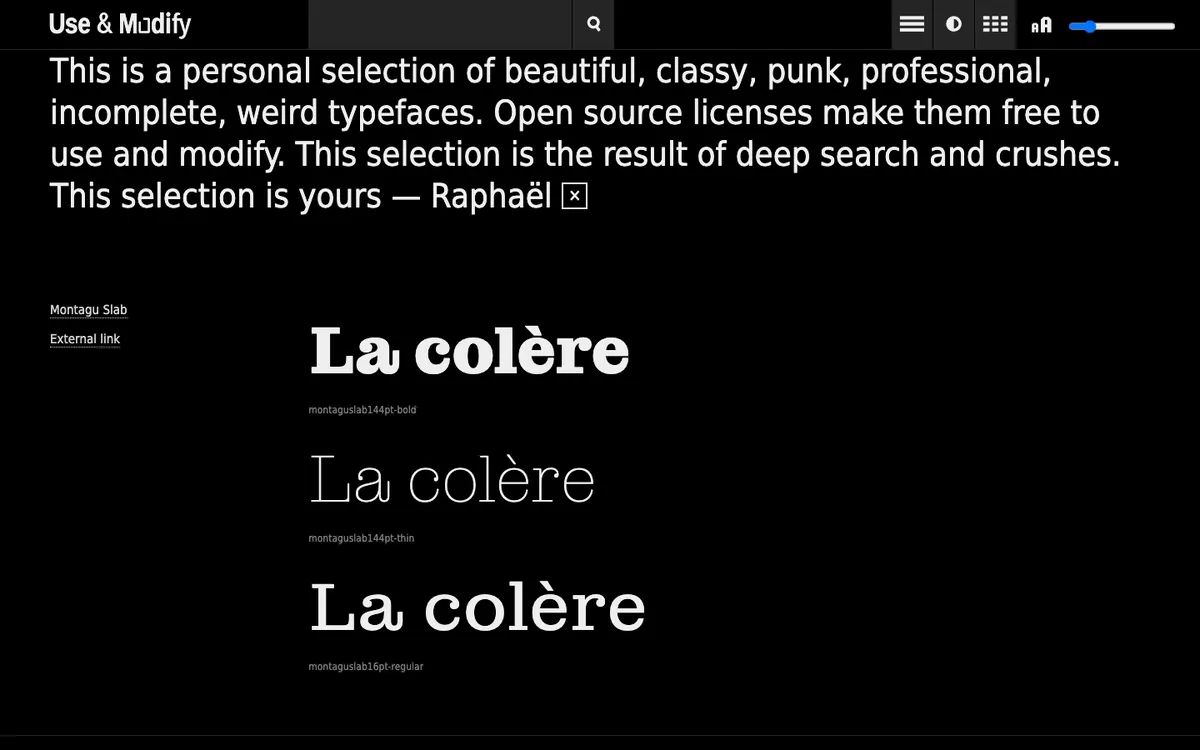 Use & Modify
aA
This is a personal selection of beautiful, classy, punk, professional,
incomplete, weird typefaces. Open source licenses make them free to
use and modify. This selection is the result of deep search and crushes.
This selection is yours — Raphaël
Montagu Slab
External link
La colère
montaguslab144pt-bold
La colère
montaguslab144pt-thin
La colère
montaguslab16pt-regular